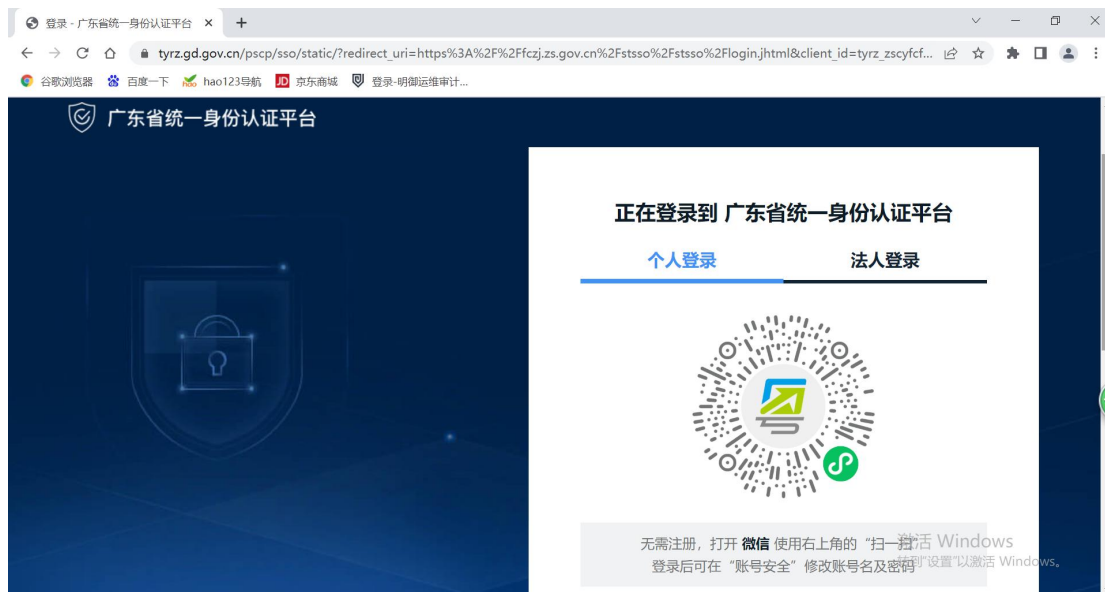 登录 - 广东省统一身份认证平台
tyrz.gd.gov.cn/pscp/sso/static/?redirect_uri=https%3A%2F%2Ffczj.zs.gov.cn%2Fstsso%2Fstsso%2Flogin.jhtml&client_id=tyrz_zscyfcf...
谷歌浏览器 百度一下 hao123导航 JD 京东商城 登录-明御运维审计...
广东省统一身份认证平台
正在登录到 广东省统一身份认证平台
个人登录 法人登录
无需注册，打开 微信 使用右上角的“扫一扫”
登录后可在“账号安全”修改账号名及密码
激活 Windows
转到“设置”以激活 Windows。